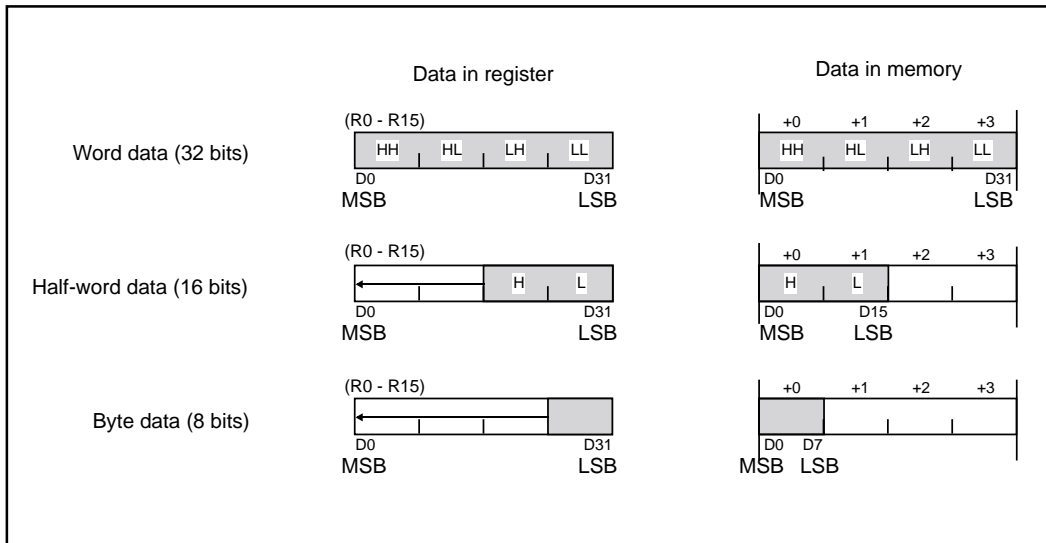 Data in register
Data in memory
Word data (32 bits)
(R0 - R15)
HH HL LH LL
D0 D31
MSB LSB
+0 +1 +2 +3
HH HL LH LL
D0 D31
MSB LSB
Half-word data (16 bits)
(R0 - R15)
H L
D0 D31
MSB LSB
+0 +1 +2 +3
H L
D0 D15
MSB LSB
Byte data (8 bits)
(R0 - R15)
D0 D31
MSB LSB
+0 +1 +2 +3
D0 D7
MSB LSB